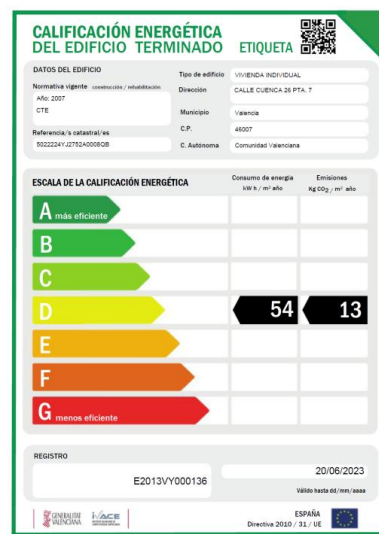 CALIFICACIÓN ENERGÉTICA
DEL EDIFICIO TERMINADO ETIQUETA
DATOS DEL EDIFICIO
Normativa vigente construcción / rehabilitación
Año: 2007
CTE
Referencia/s catastral/es
5022224YJ2752A0008QB
Tipo de edificio VIVIENDA INDIVIDUAL
Dirección CALLE CUENCA 26 PTA. 7
Municipio Valencia
C.P. 46007
C. Autónoma Comunidad Valenciana
ESCALA DE LA CALIFICACIÓN ENERGÉTICA
Consumo de energía
kW h / m² año
Emisiones
Kg CO2 / m² año
A más eficiente
B
C
D 54 13
E
F
G menos eficiente
REGISTRO
E2013VY000136
20/06/2023
Válido hasta dd/mm/aaaa
GENERALITAT
VALENCIANA
IVACE
ESPAÑA
Directiva 2010 / 31 / UE